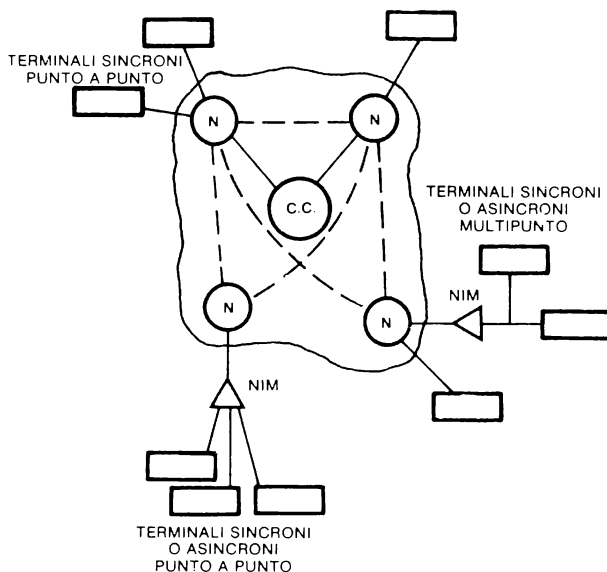 TERMINALI SINCRONI
PUNTO A PUNTO
N
N
C.C.
TERMINALI SINCRONI
O ASINCRONI
MULTIPUNTO
N
N
NIM
NIM
TERMINALI SINCRONI
O ASINCRONI
PUNTO A PUNTO